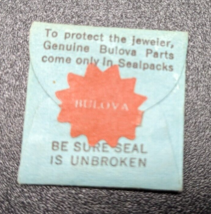 To protect the jeweler,
Genuine Bulova Parts
come only in Sealpacks
BULOVA
BE SURE SEAL
IS UNBROKEN